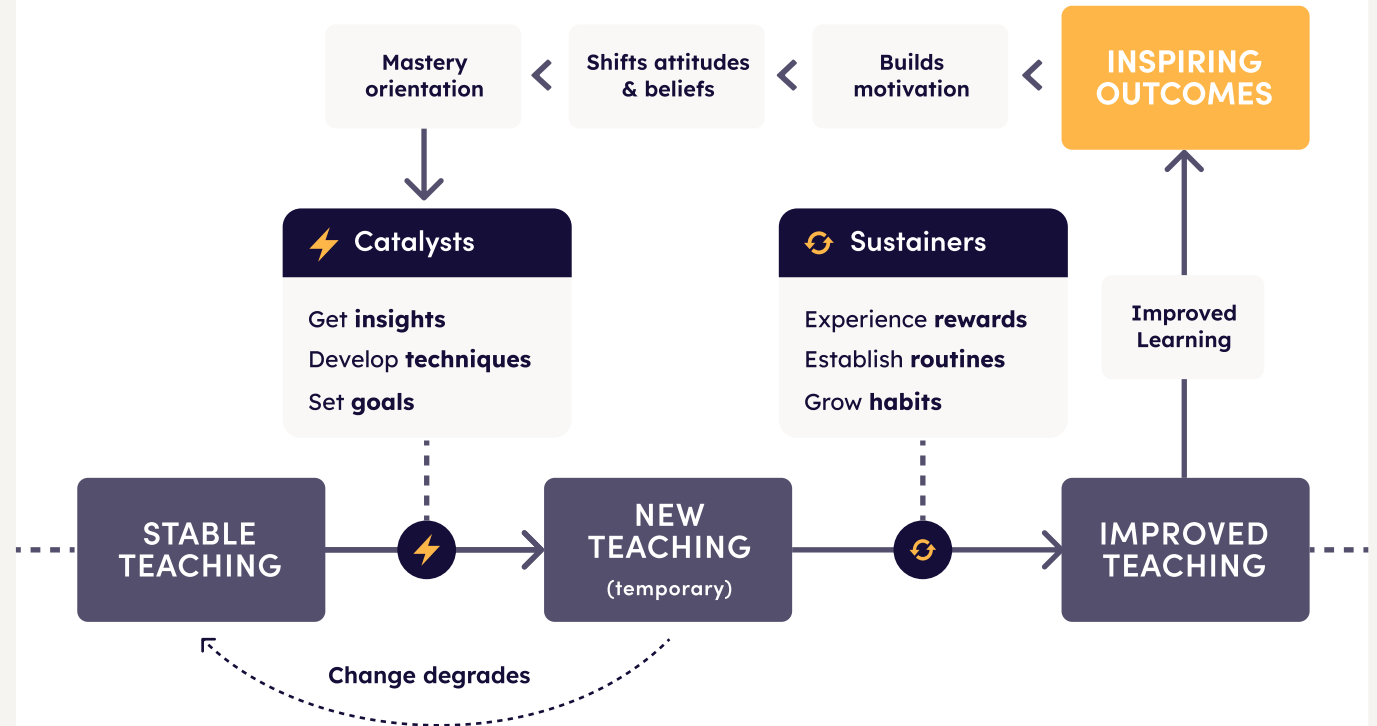 Mastery
orientation
Shifts attitudes
& beliefs
Builds
motivation
INSPIRING
OUTCOMES
Catalysts
Get insights
Develop techniques
Set goals
Sustainers
Experience rewards
Establish routines
Grow habits
Improved
Learning
STABLE
TEACHING
NEW
TEACHING
(temporary)
IMPROVED
TEACHING
Change degrades